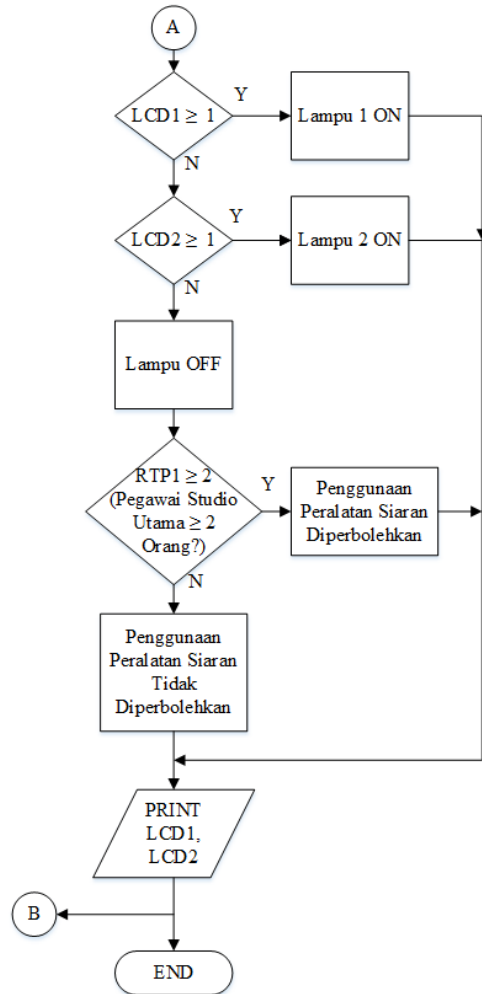 A
LCD1 ≥ 1
Y
Lampu 1 ON
N
LCD2 ≥ 1
Y
Lampu 2 ON
N
Lampu OFF
RTP1 ≥ 2
(Pegawai Studio
Utama ≥ 2
Orang?)
Y
Penggunaan
Peralatan Siaran
Diperbolehkan
N
Penggunaan
Peralatan Siaran
Tidak
Diperbolehkan
PRINT
LCD1,
LCD2
B
END